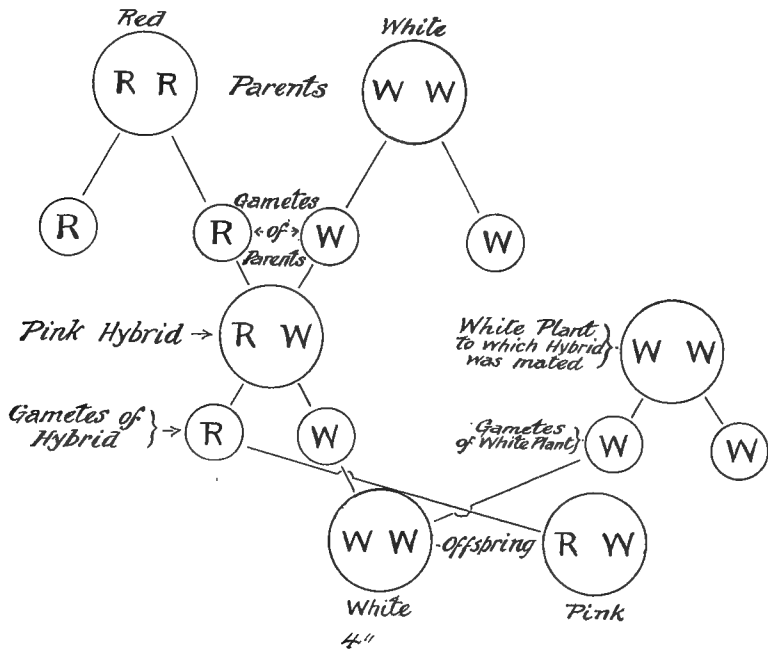 Red
White
R R
Parents
W W
R
R
Gametes
of
Parents
W
W
Pink Hybrid
R W
White Plant
to which Hybrid
was mated
W W
Gametes of
Hybrid
R
W
Gametes
of White Plant
W
W
W W
Offspring
R W
White
Pink
4"